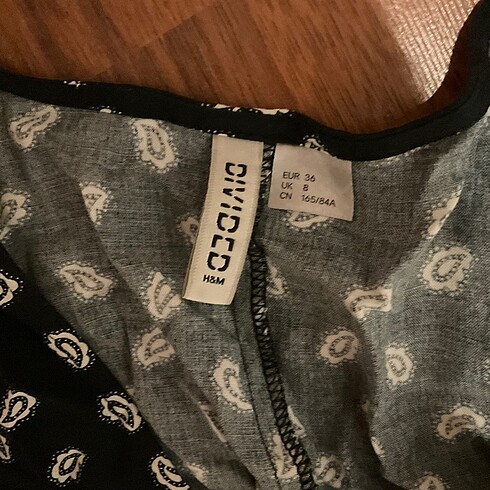 DIVIDED
H&M
EUR 36
UK 8
CN 165/84A